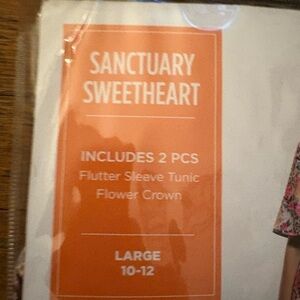 SANCTUARY
SWEETHEART
INCLUDES 2 PCS
Flutter Sleeve Tunic
Flower Crown
LARGE
10-12